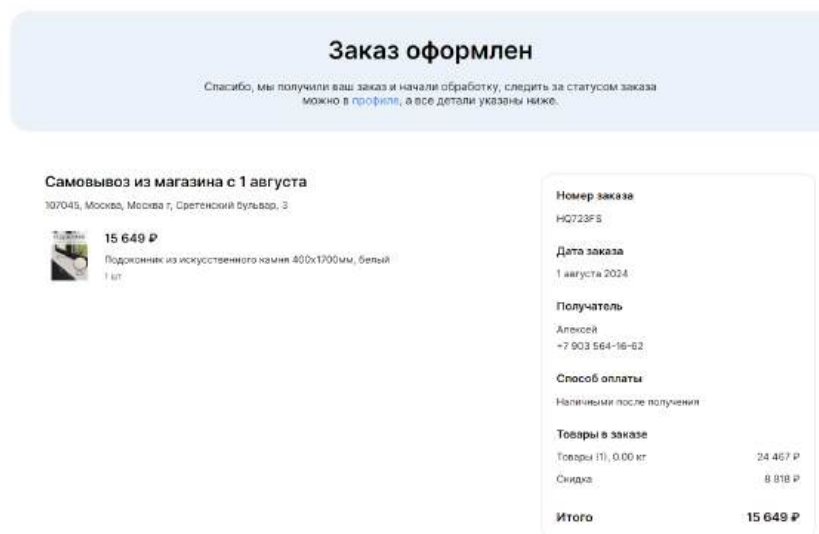 Заказ оформлен
Спасибо, мы получили ваш заказ и начали обработку, следить за статусом заказа
можно в профиле, а все детали указаны ниже.
Самовывоз из магазина с 1 августа
107045, Москва, Москва г, Сретенский бульвар, 3
15 649 ₽
Подоконник из искусственного камня 400х1700мм, белый
1 шт
Номер заказа
HQ723FS
Дата заказа
1 августа 2024
Получатель
Алексей
+7 903 564-16-62
Способ оплаты
Наличными после получения
Товары в заказе
Товары (1), 0.00 кг 24 467 ₽
Скидка 8 818 ₽
Итого 15 649 ₽